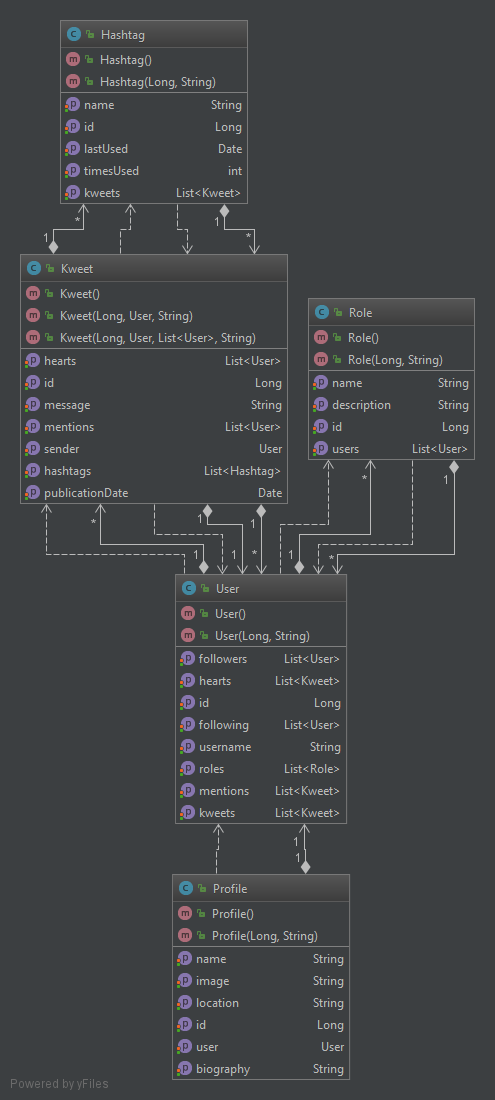 C Hashtag
m Hashtag()
m Hashtag(Long, String)
p name String
p id Long
p lastUsed Date
p timesUsed int
p kweets List<Kweet>
1 * 1 *
C Kweet
m Kweet()
m Kweet(Long, User, String)
m Kweet(Long, User, List<User>, String)
p hearts List<User>
p id Long
p message String
p mentions List<User>
p sender User
p hashtags List<Hashtag>
p publicationDate Date
C Role
m Role()
m Role(Long, String)
p name String
p description String
p id Long
p users List<User>
* 1 1 * 1
1 1 * 1 *
C User
m User()
m User(Long, String)
p followers List<User>
p hearts List<Kweet>
p id Long
p following List<User>
p username String
p roles List<Role>
p mentions List<Kweet>
p kweets List<Kweet>
1
1
C Profile
m Profile()
m Profile(Long, String)
p name String
p image String
p location String
p id Long
p user User
p biography String
Powered by yFiles